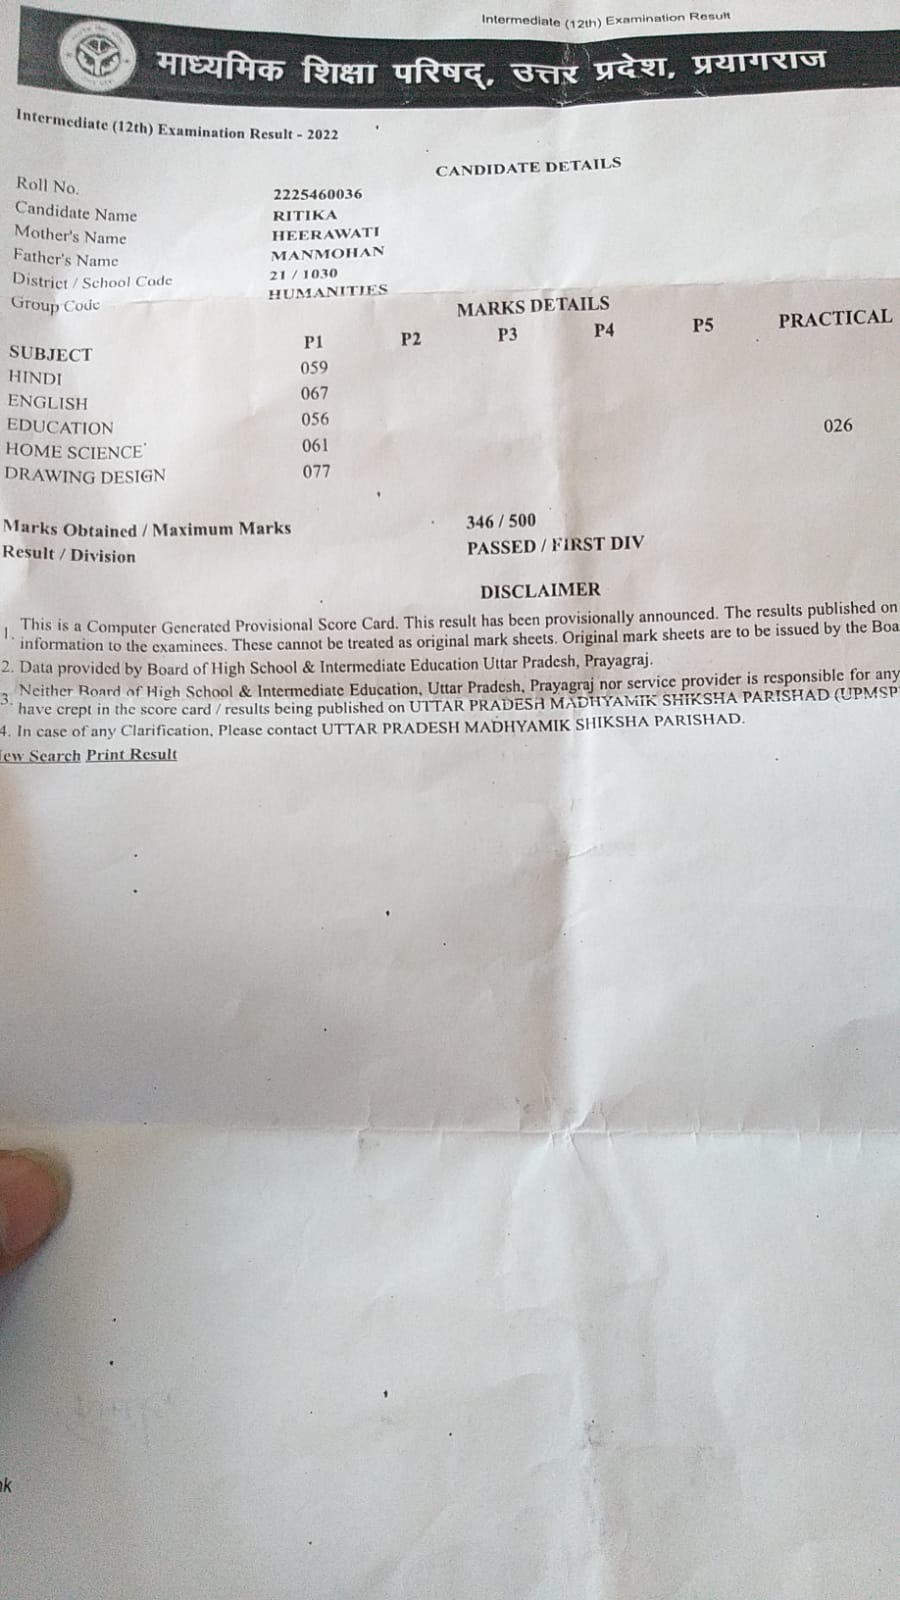 Intermediate (12th) Examination Result
माध्यमिक शिक्षा परिषद्, उत्तर प्रदेश, प्रयागराज
Intermediate (12th) Examination Result - 2022
CANDIDATE DETAILS
Roll No. 2225460036
Candidate Name RITIKA
Mother's Name HEERAWATI
Father's Name MANMOHAN
District / School Code 21 / 1030
Group Code HUMANITIES
MARKS DETAILS
SUBJECT P1 P2 P3 P4 P5 PRACTICAL
HINDI 059
ENGLISH 067
EDUCATION 056
HOME SCIENCE 061 026
DRAWING DESIGN 077
Marks Obtained / Maximum Marks 346 / 500
Result / Division PASSED / FIRST DIV
DISCLAIMER
1. This is a Computer Generated Provisional Score Card. This result has been provisionally announced. The results published on
information to the examinees. These cannot be treated as original mark sheets. Original mark sheets are to be issued by the Boa
2. Data provided by Board of High School & Intermediate Education Uttar Pradesh, Prayagraj.
3. Neither Board of High School & Intermediate Education, Uttar Pradesh, Prayagraj nor service provider is responsible for any
have crept in the score card / results being published on UTTAR PRADESH MADHYAMIK SHIKSHA PARISHAD (UPMSP
4. In case of any Clarification, Please contact UTTAR PRADESH MADHYAMIK SHIKSHA PARISHAD.
ew Search Print Result